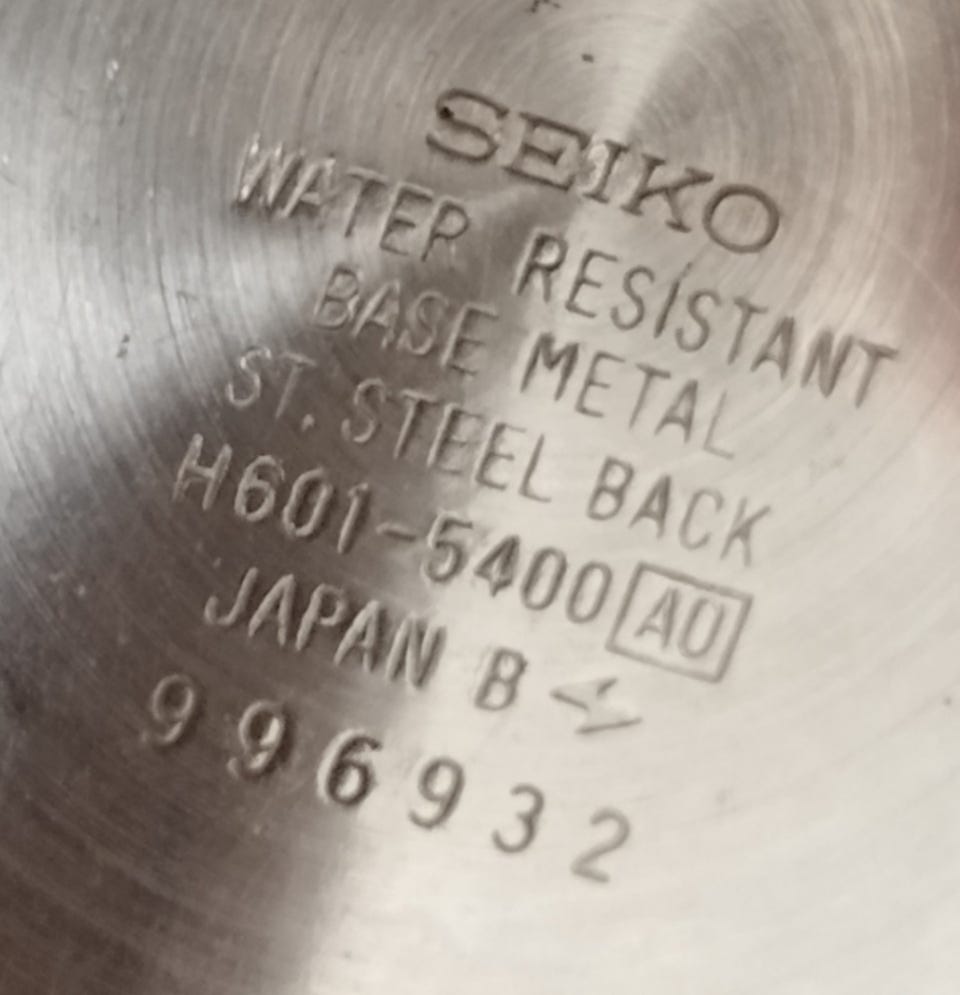 SEIKO
WATER RESISTANT
BASE METAL
ST. STEEL BACK
H601-5400 A0
JAPAN B
996932